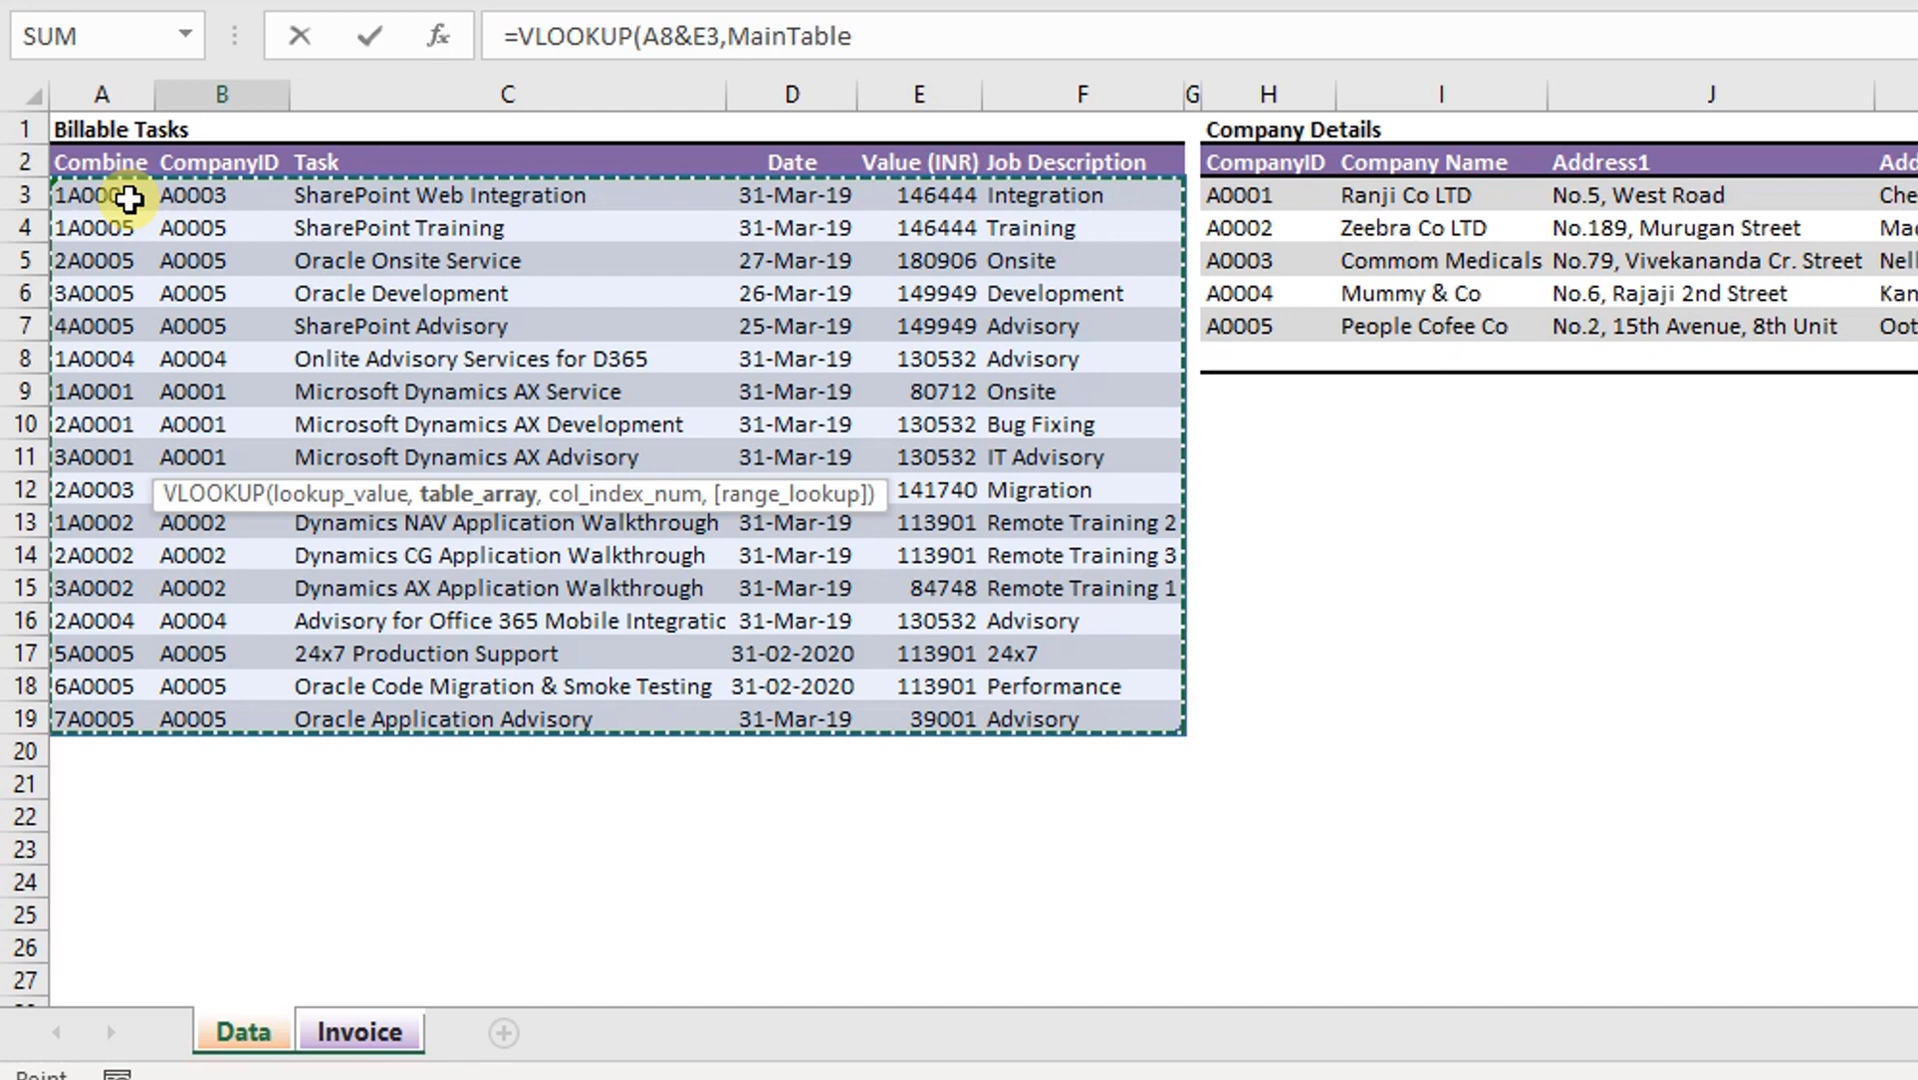 SUM fx =VLOOKUP(A8&E3,MainTable
A B C D E F G H I J
1 Billable Tasks Company Details
2 Combine CompanyID Task Date Value (INR) Job Description CompanyID Company Name Address1
3 A0003 SharePoint Web Integration 31-Mar-19 146444 Integration A0001 Ranji Co LTD No.5, West Road
4 1A0005 A0005 SharePoint Training 31-Mar-19 146444 Training A0002 Zeebra Co LTD No.189, Murugan Street
5 2A0005 A0005 Oracle Onsite Service 27-Mar-19 180906 Onsite A0003 Commom Medicals No.79, Vivekananda Cr. Street
6 3A0005 A0005 Oracle Development 26-Mar-19 149949 Development A0004 Mummy & Co No.6, Rajaji 2nd Street
7 4A0005 A0005 SharePoint Advisory 25-Mar-19 149949 Advisory A0005 People Cofee Co No.2, 15th Avenue, 8th Unit
8 1A0004 A0004 Onlite Advisory Services for D365 31-Mar-19 130532 Advisory
9 1A0001 A0001 Microsoft Dynamics AX Service 31-Mar-19 80712 Onsite
10 2A0001 A0001 Microsoft Dynamics AX Development 31-Mar-19 130532 Bug Fixing
11 3A0001 A0001 Microsoft Dynamics AX Advisory 31-Mar-19 130532 IT Advisory
12 2A0003 VLOOKUP(lookup_value, table_array, col_index_num, [range_lookup]) 141740 Migration
13 1A0002 A0002 Dynamics NAV Application Walkthrough 31-Mar-19 113901 Remote Training 2
14 2A0002 A0002 Dynamics CG Application Walkthrough 31-Mar-19 113901 Remote Training 3
15 3A0002 A0002 Dynamics AX Application Walkthrough 31-Mar-19 84748 Remote Training 1
16 2A0004 A0004 Advisory for Office 365 Mobile Integratic 31-Mar-19 130532 Advisory
17 5A0005 A0005 24x7 Production Support 31-02-2020 113901 24x7
18 6A0005 A0005 Oracle Code Migration & Smoke Testing 31-02-2020 113901 Performance
19 7A0005 A0005 Oracle Application Advisory 31-Mar-19 39001 Advisory
20
21
22
23
24
25
26
27
Data Invoice
Point